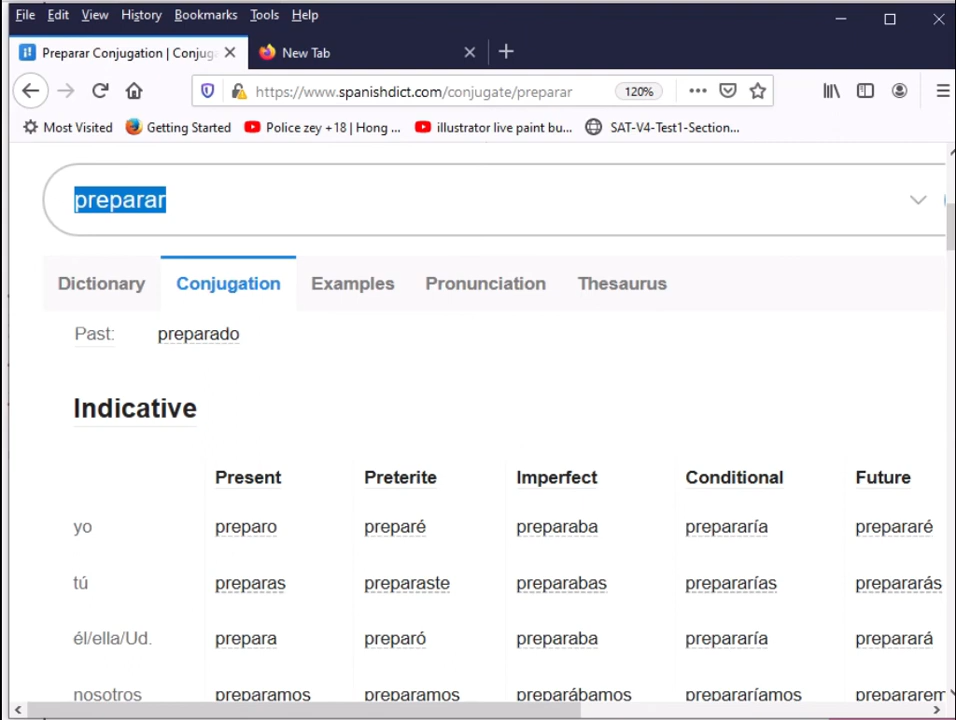 File Edit View History Bookmarks Tools Help
Preparar Conjugation | Conjug
New Tab
https://www.spanishdict.com/conjugate/preparar 120%
Most Visited Getting Started Police zey +18 | Hong ... illustrator live paint bu... SAT-V4-Test1-Section...
preparar
Dictionary Conjugation Examples Pronunciation Thesaurus
Past: preparado
Indicative
Present Preterite Imperfect Conditional Future
yo preparo preparé preparaba prepararía prepararé
tú preparas preparaste preparabas prepararías prepararás
él/ella/Ud. prepara preparó preparaba prepararía preparará
nosotros preparamos preparamos preparábamos prepararíamos prepararem